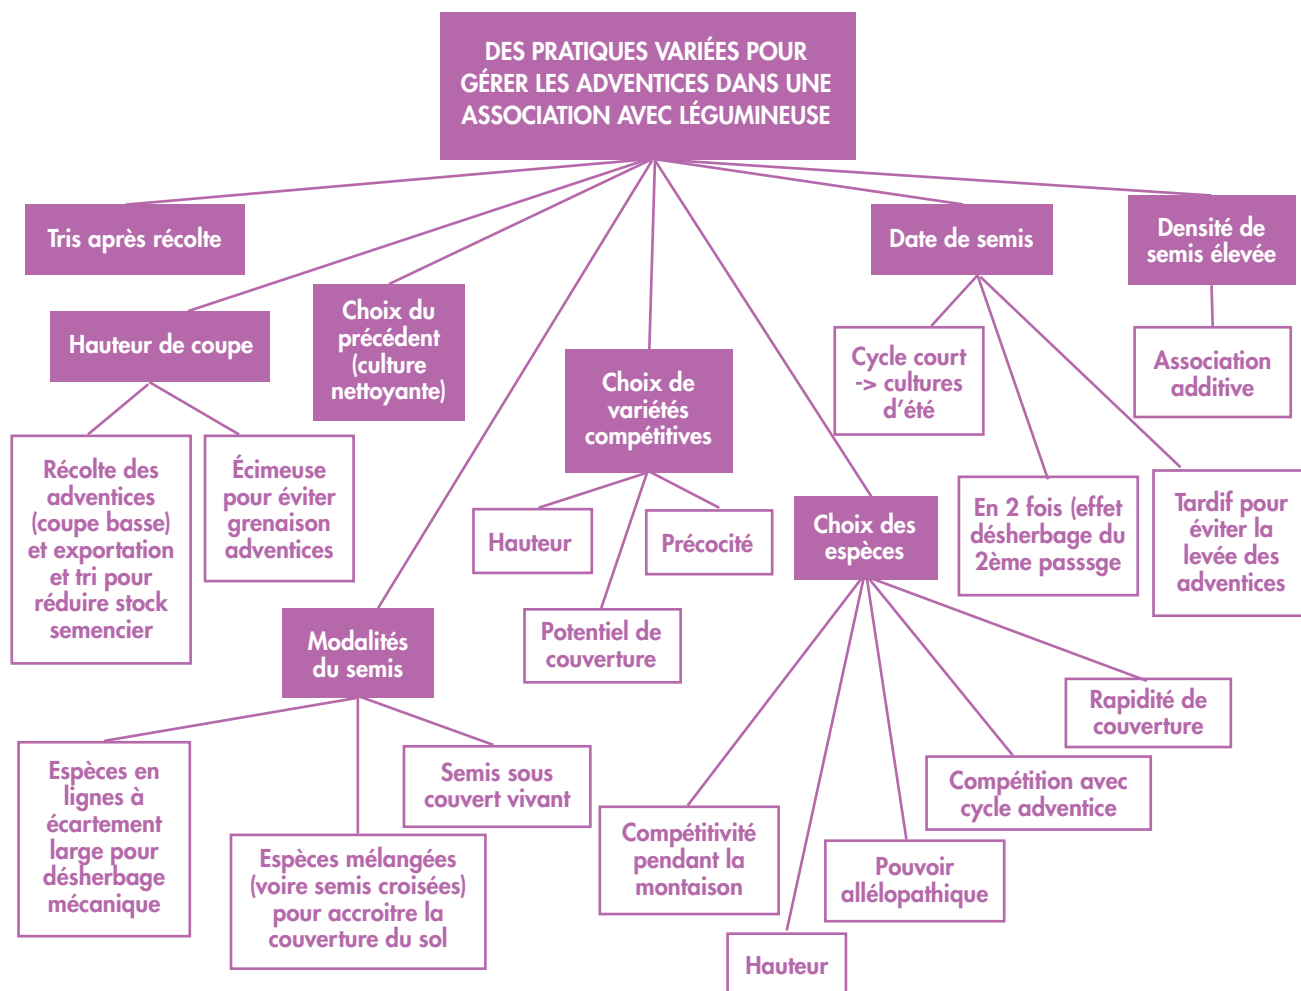 DES PRATIQUES VARIÉES POUR
GÉRER LES ADVENTICES DANS UNE
ASSOCIATION AVEC LÉGUMINEUSE
Tris après récolte
Date de semis
Densité de
semis élevée
Hauteur de coupe
Choix du
précédent
(culture
nettoyante)
Choix de
variétés
compétitives
Cycle court
-> cultures
d'été
Association
additive
Récolte des
adventices
(coupe basse)
et exportation
et tri pour
réduire stock
semencier
Écimeuse
pour éviter
grenaison
adventices
Hauteur
Précocité
Choix des
espèces
En 2 fois (effet
désherbage du
2ème passsge
Tardif pour
éviter la
levée des
adventices
Modalités
du semis
Potentiel de
couverture
Rapidité de
couverture
Espèces en
lignes à
écartement
large pour
désherbage
mécanique
Semis sous
couvert vivant
Compétition avec
cycle adventice
Espèces mélangées
(voire semis croisées)
pour accroitre la
couverture du sol
Compétitivité
pendant la
montaison
Pouvoir
allélopathique
Hauteur